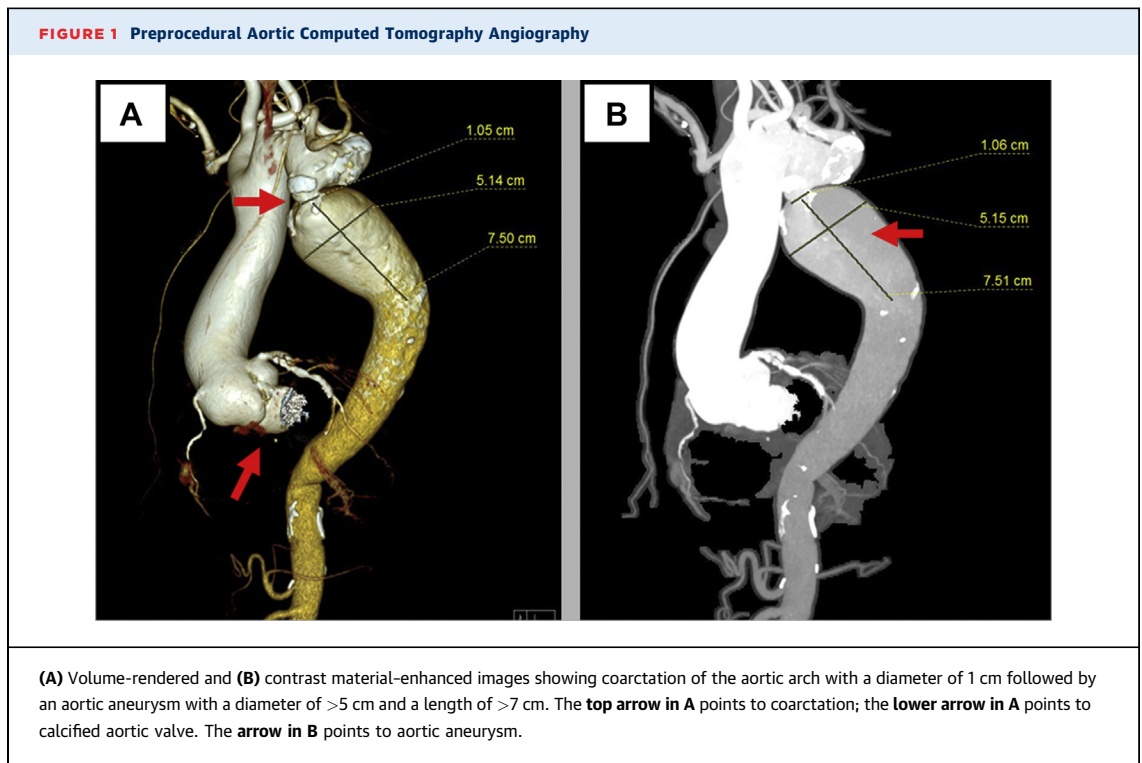 FIGURE 1 Preprocedural Aortic Computed Tomography Angiography
A
1.05 cm
5.14 cm
7.50 cm
B
1.06 cm
5.15 cm
7.51 cm
(A) Volume-rendered and (B) contrast material-enhanced images showing coarctation of the aortic arch with a diameter of 1 cm followed by
an aortic aneurysm with a diameter of >5 cm and a length of >7 cm. The top arrow in A points to coarctation; the lower arrow in A points to
calcified aortic valve. The arrow in B points to aortic aneurysm.